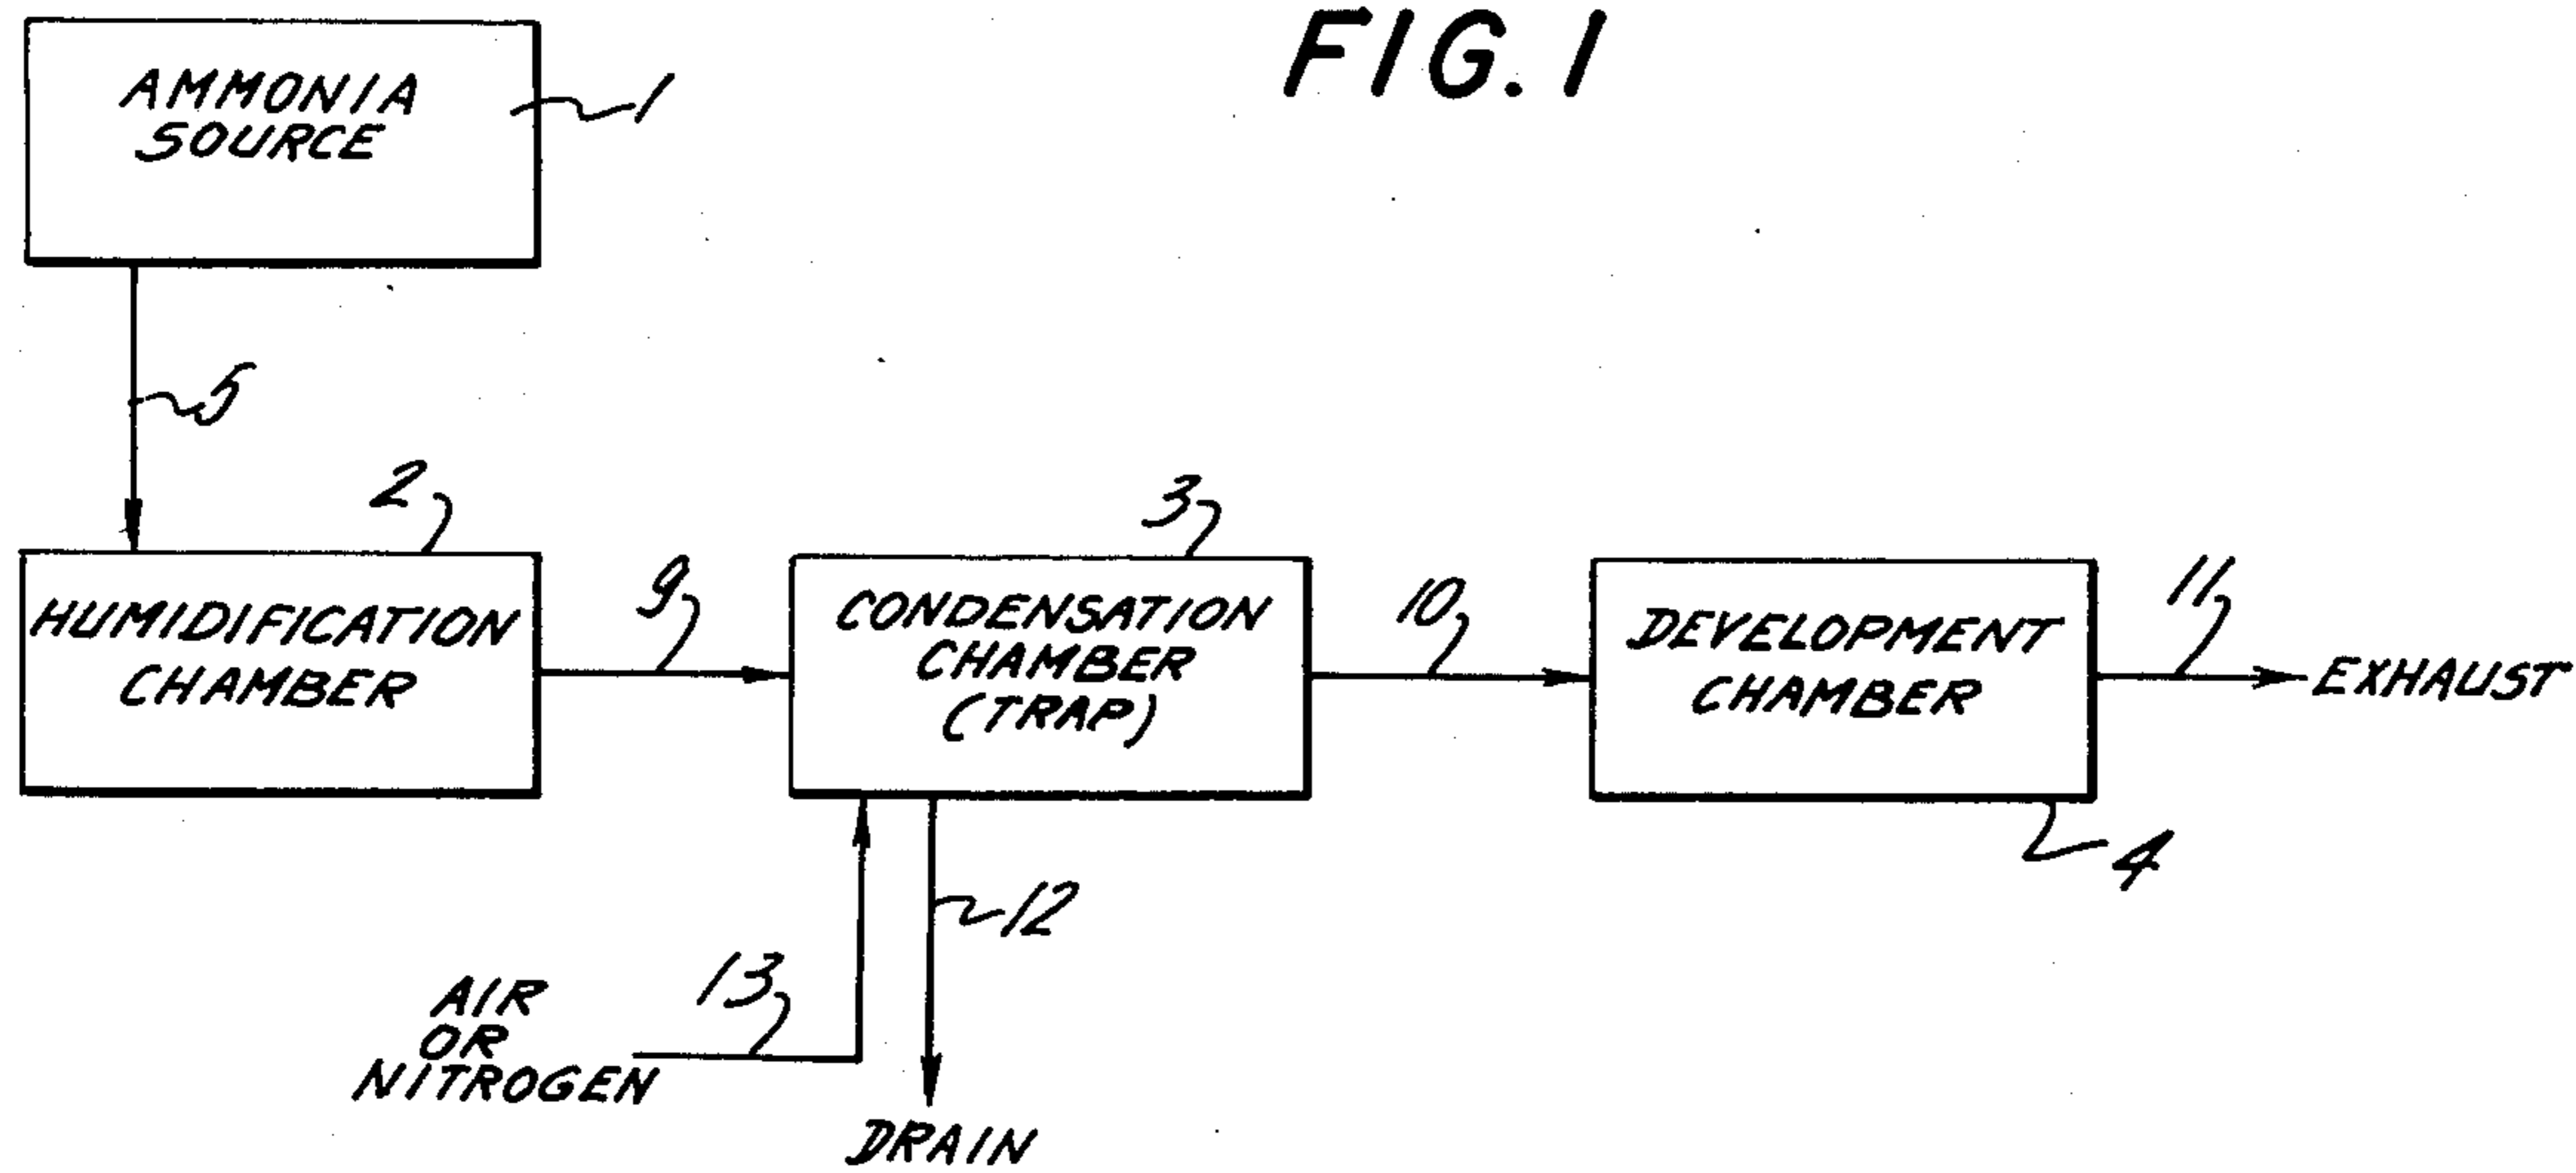 FIG. 1
AMMONIA
SOURCE
1
5
2
HUMIDIFICATION
CHAMBER
9
3
CONDENSATION
CHAMBER
(TRAP)
10
DEVELOPMENT
CHAMBER
11
EXHAUST
4
12
13
AIR
OR
NITROGEN
DRAIN